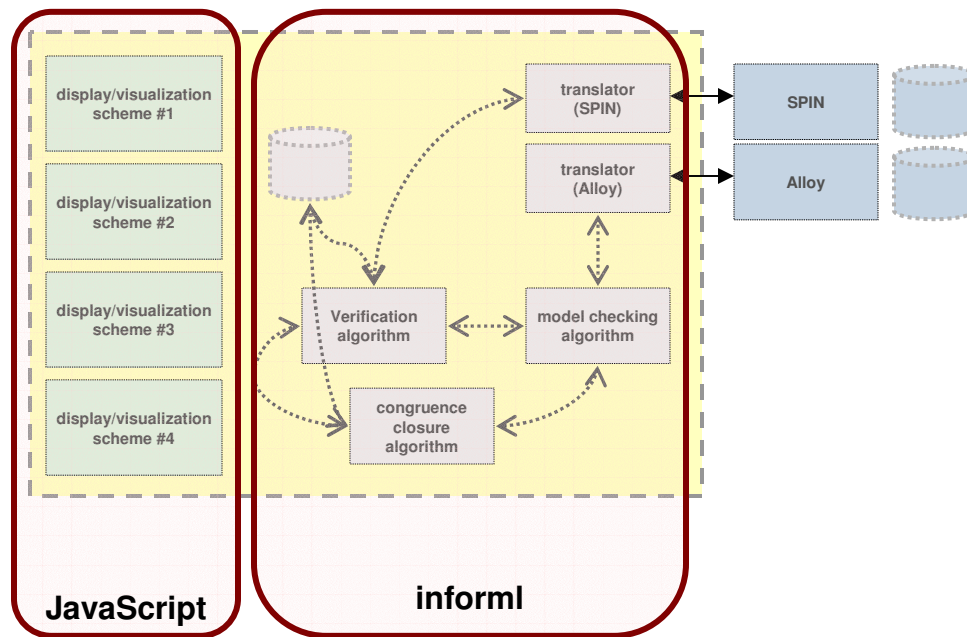 display/visualization
scheme #1
display/visualization
scheme #2
display/visualization
scheme #3
display/visualization
scheme #4
JavaScript
translator
(SPIN)
translator
(Alloy)
Verification
algorithm
model checking
algorithm
congruence
closure
algorithm
informl
SPIN
Alloy